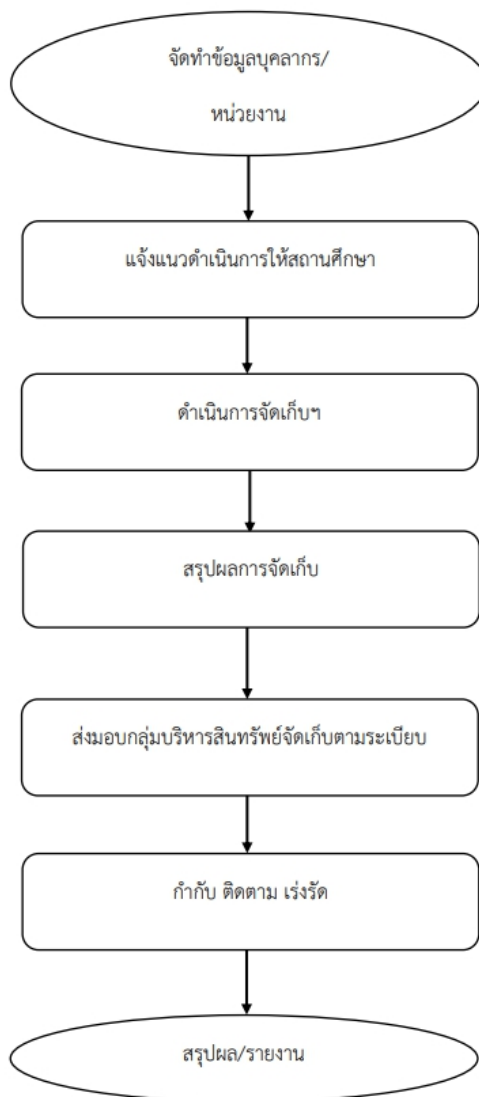 จัดทำข้อมูลบุคลากร/
หน่วยงาน
แจ้งแนวดำเนินการให้สถานศึกษา
ดำเนินการจัดเก็บฯ
สรุปผลการจัดเก็บ
ส่งมอบกลุ่มบริหารสินทรัพย์จัดเก็บตามระเบียบ
กำกับ ติดตาม เร่งรัด
สรุปผล/รายงาน